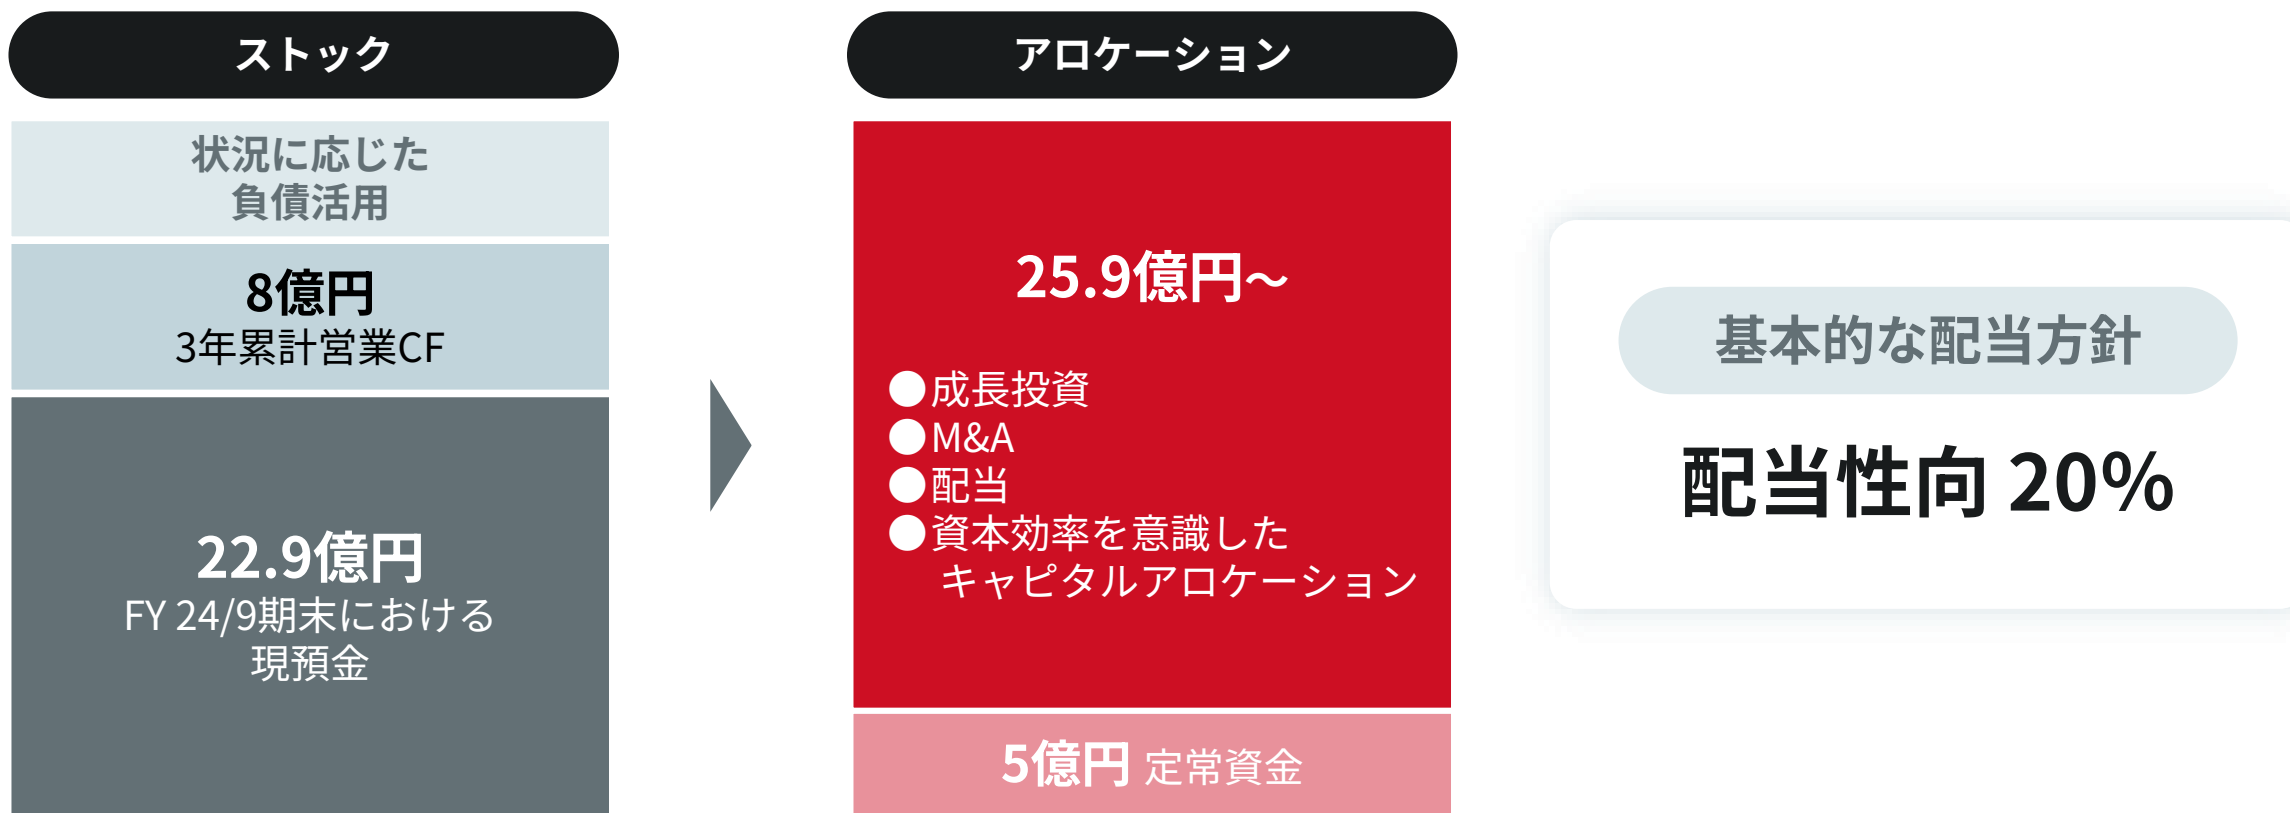 ストック
状況に応じた
負債活用
8億円
3年累計営業CF
22.9億円
FY 24/9期末における
現預金
アロケーション
25.9億円～
●成長投資
●M&A
●配当
●資本効率を意識した
キャピタルアロケーション
5億円 定常資金
基本的な配当方針
配当性向 20%